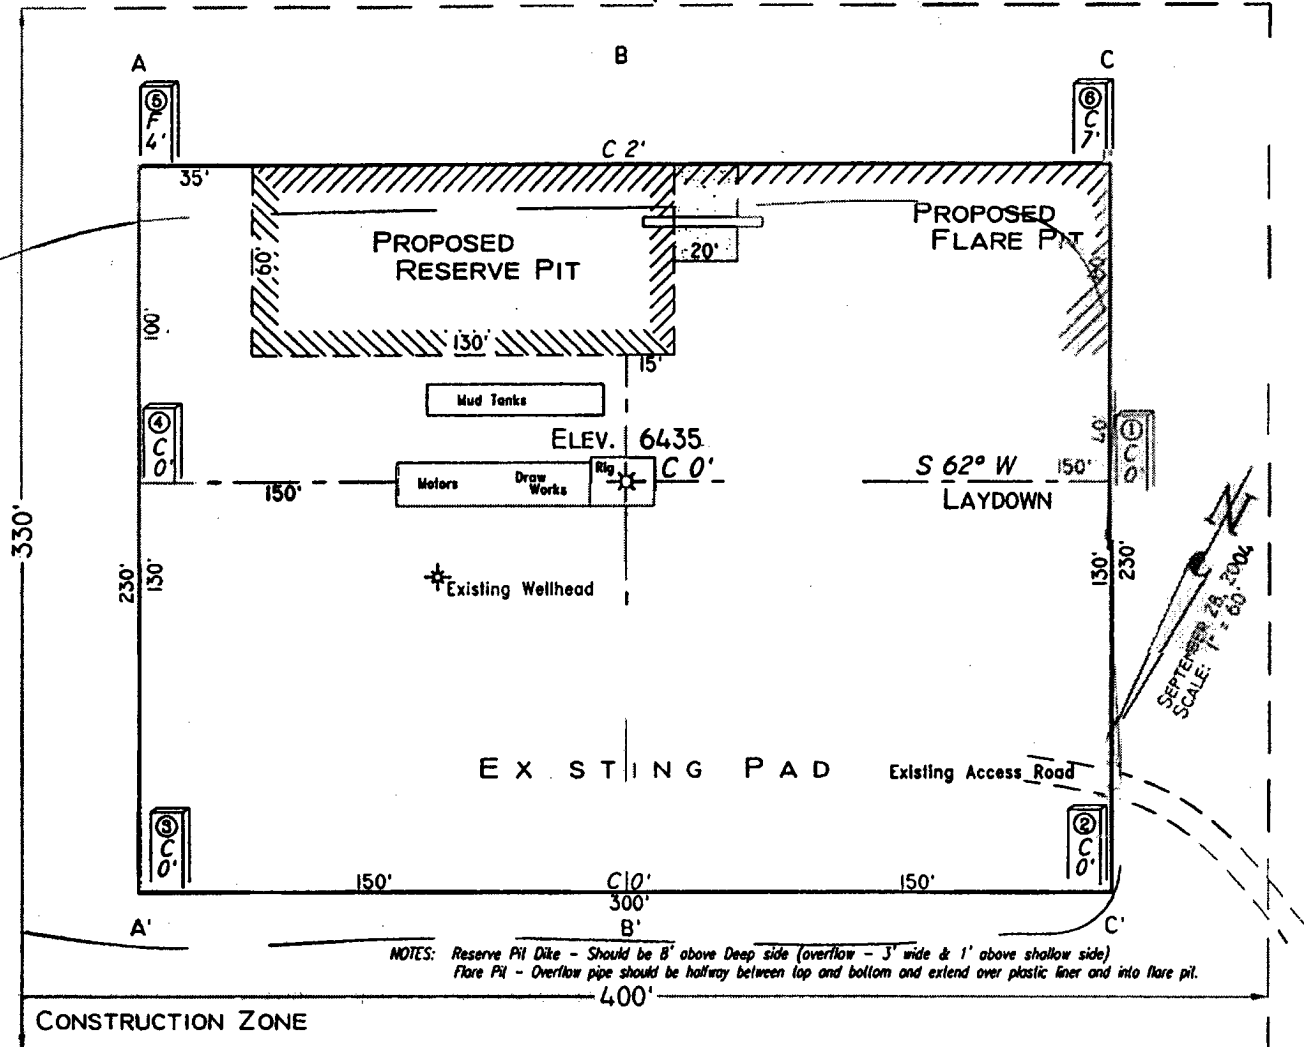 A
B
C
⑤
F
4'
⑥
C
7'
C 2'
35'
PROPOSED
RESERVE PIT
60'
130'
20'
PROPOSED
FLARE PIT
100'
15'
Mud Tanks
④
C
0'
ELEV. 6435
Rig
C 0'
Motors
Draw
Works
S 62° W
LAYDOWN
150'
150'
40'
①
C
0'
330'
Existing Wellhead
230'
130'
130'
230'
N
SEPTEMBER 28, 2004
SCALE: 1" = 60'
EXISTING PAD
Existing Access Road
③
C
0'
②
C
0'
150'
C 0'
150'
300'
A'
B'
C'
NOTES: Reserve Pit Dike - Should be 8' above Deep side (overflow - 3' wide & 1' above shallow side)
Flare Pit - Overflow pipe should be halfway between top and bottom and extend over plastic liner and into flare pit.
400'
CONSTRUCTION ZONE